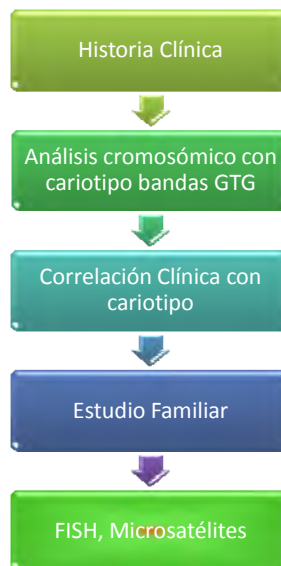 Historia Clínica
Análisis cromosómico con
cariotipo bandas GTG
Correlación Clínica con
cariotipo
Estudio Familiar
FISH, Microsatélites